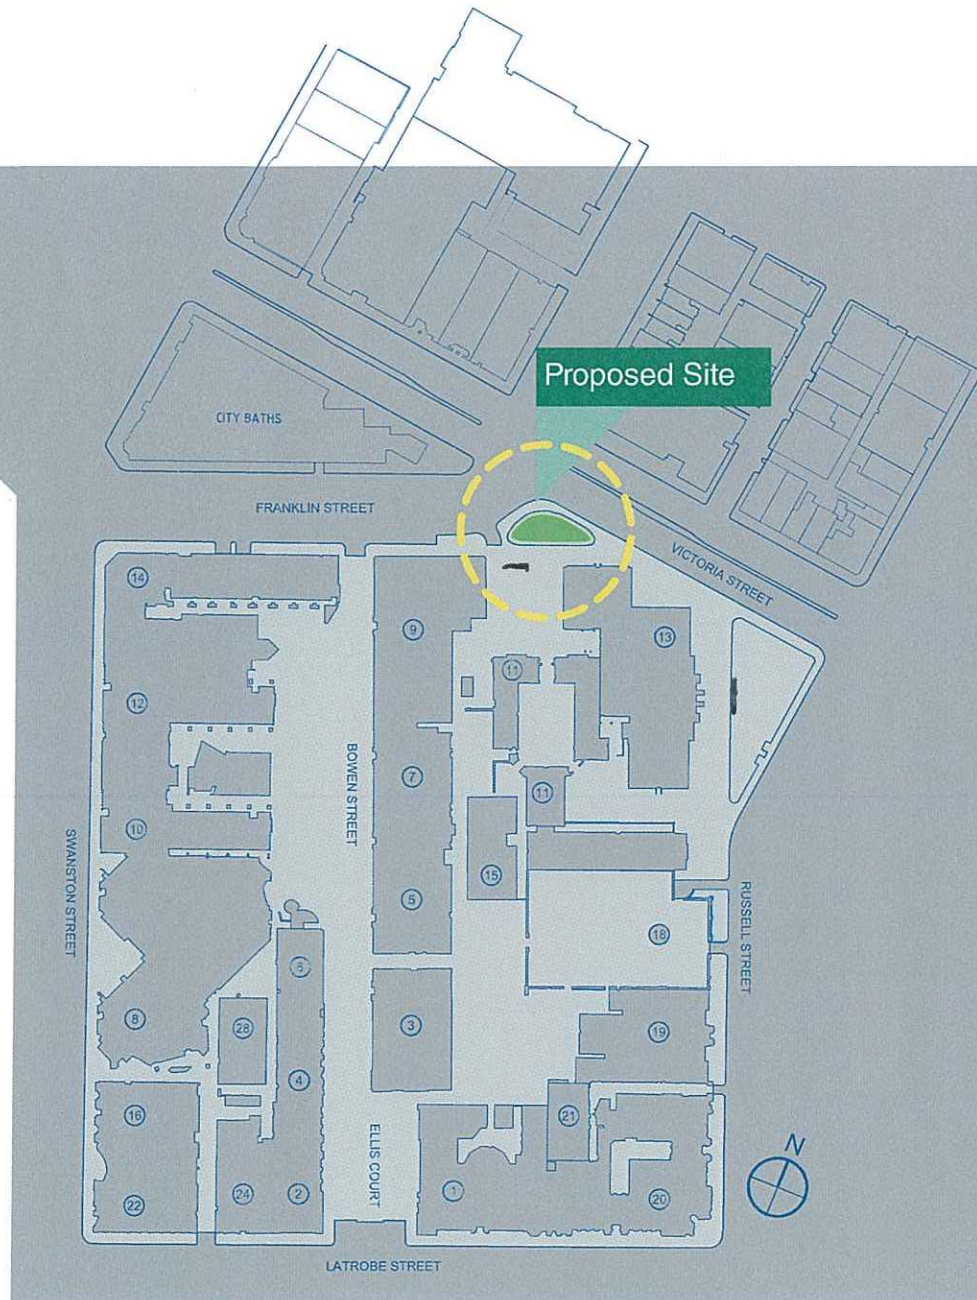 Proposed Site
CITY BATHS
FRANKLIN STREET
VICTORIA STREET
14
9
13
11
12
BOWEN STREET
7
11
10
SWANSTON STREET
15
5
RUSSELL STREET
18
6
8
28
3
19
4
16
21
ELLIS COURT
N
22
24
2
1
20
LATROBE STREET